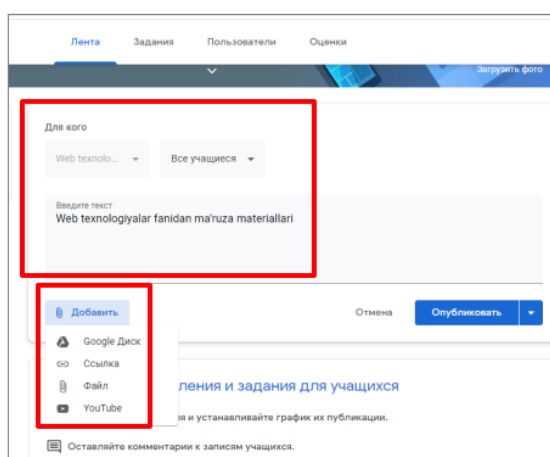 Лента Задания Пользователи Оценки
Загрузить фото
Для кого
Web texnolo... Все учащиеся
Введите текст
Web texnologiyalar fanidan ma'ruza materiallari
Добавить Отмена Опубликовать
Google Диск
Ссылка
Файл
YouTube
ления и задания для учащихся
я и устанавливайте график их публикации.
Оставляйте комментарии к записям учащихся.